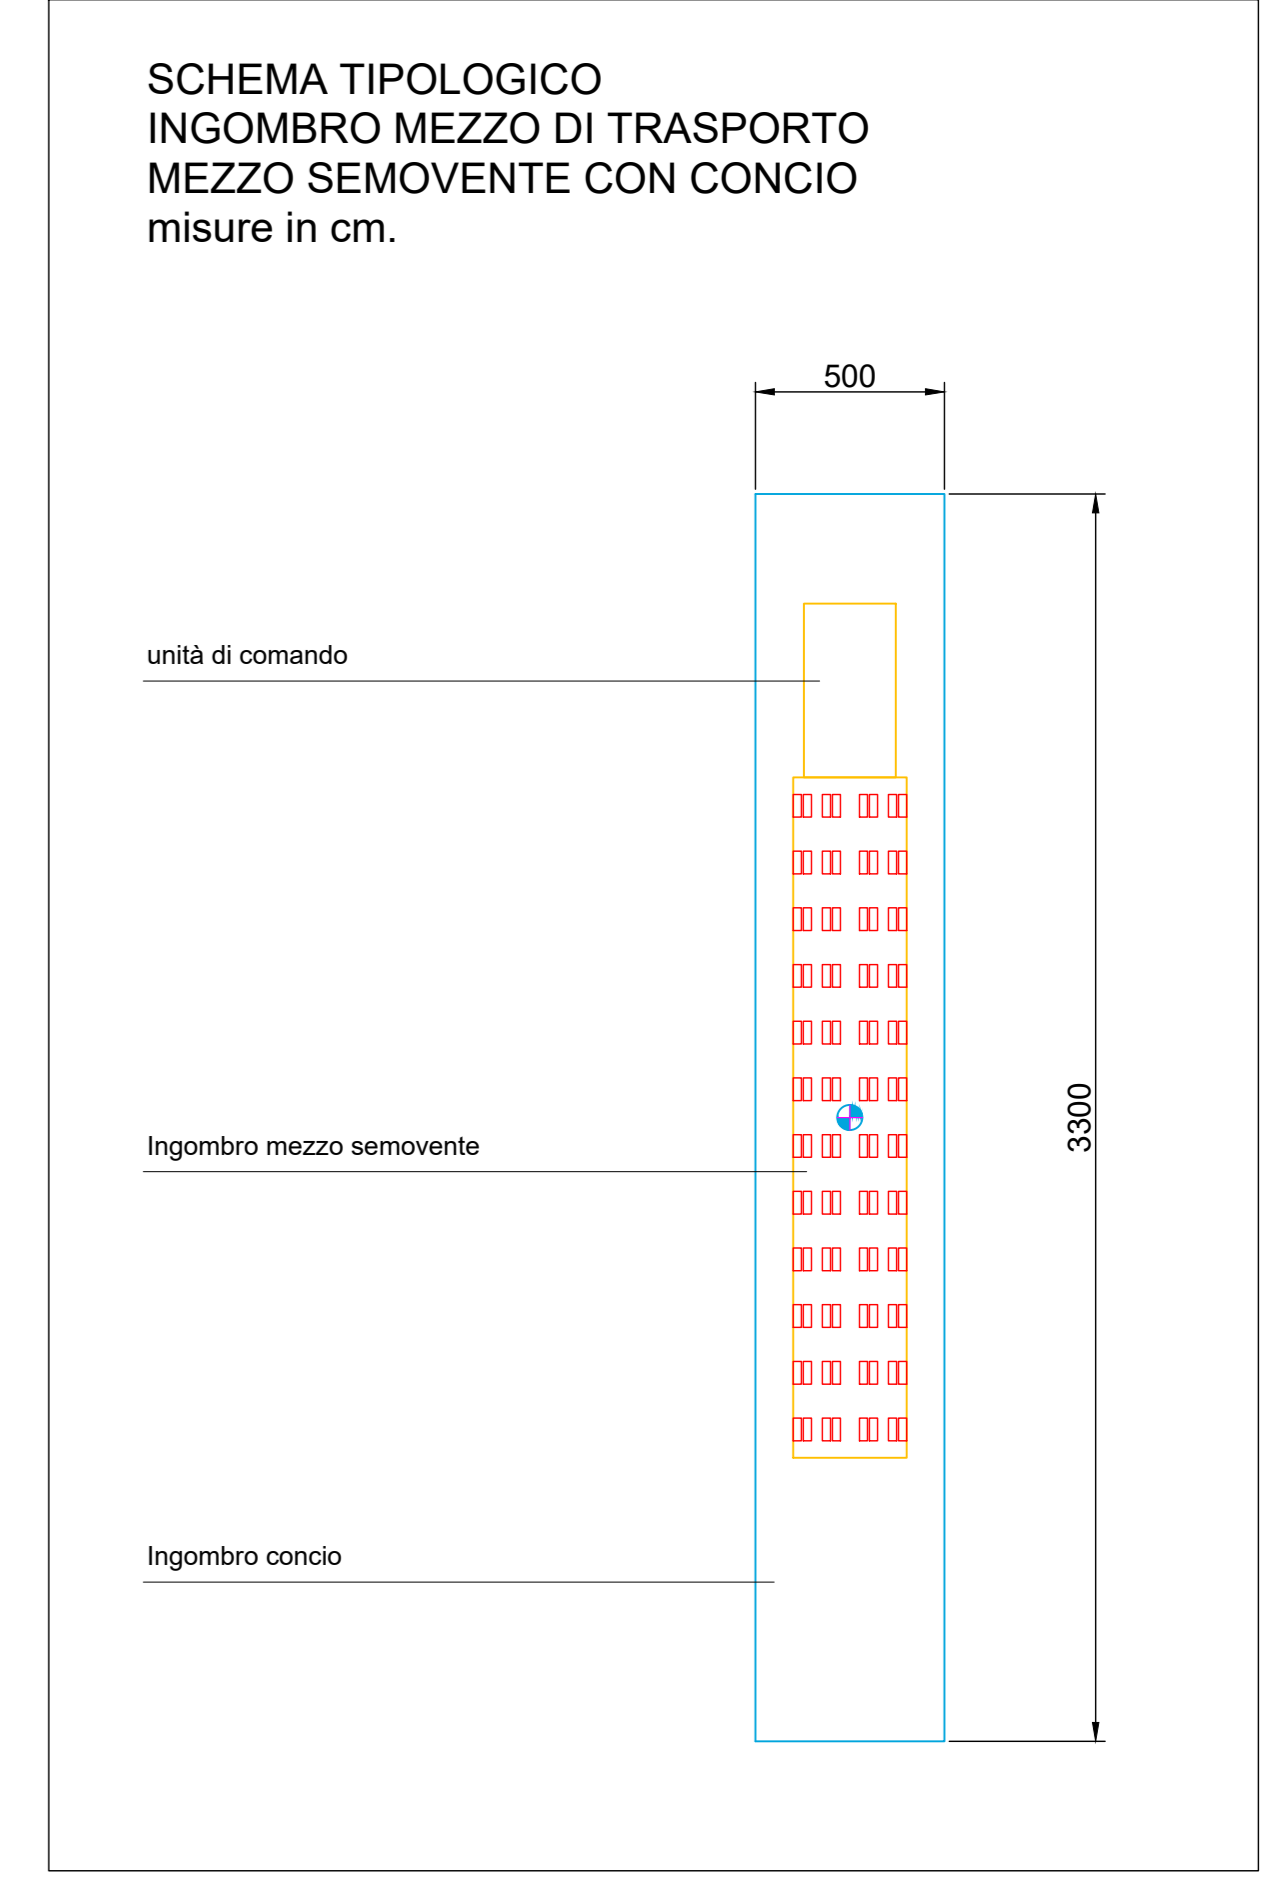 SCHEMA TIPOLOGICO
INGOMBRO MEZZO DI TRASPORTO
MEZZO SEMOVENTE CON CONCIO
misure in cm.
500
unità di comando
3300
Ingombro mezzo semovente
Ingombro concio